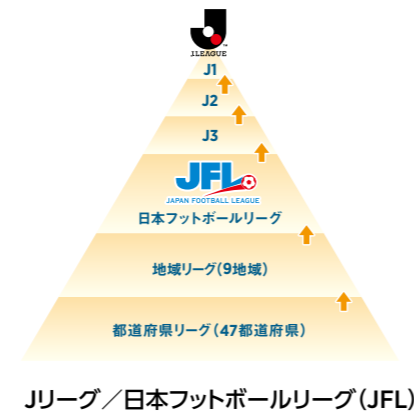 J.LEAGUE
J1
J2
J3
JFL
JAPAN FOOTBALL LEAGUE
日本フットボールリーグ
地域リーグ(9地域)
都道府県リーグ(47都道府県)
Jリーグ/日本フットボールリーグ(JFL)